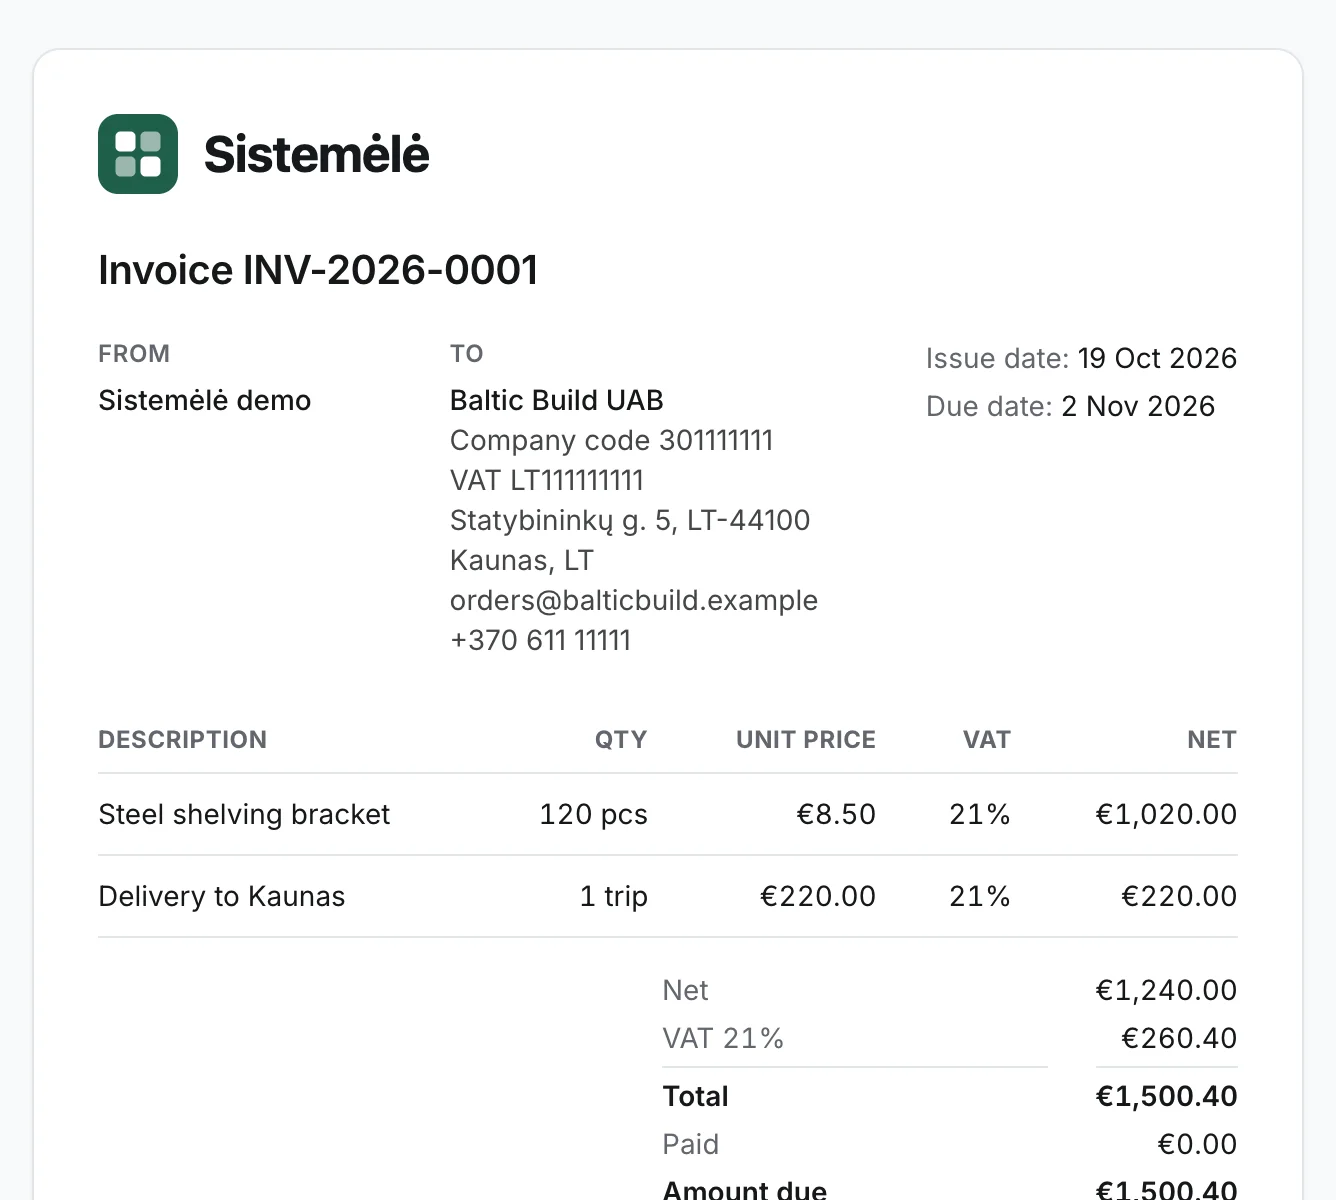 Sistemėlė
Invoice INV-2026-0001
FROM
Sistemėlė demo
TO
Baltic Build UAB
Company code 301111111
VAT LT111111111
Statybininkų g. 5, LT-44100
Kaunas, LT
orders@balticbuild.example
+370 611 11111
Issue date: 19 Oct 2026
Due date: 2 Nov 2026
DESCRIPTION QTY UNIT PRICE VAT NET
Steel shelving bracket 120 pcs €8.50 21% €1,020.00
Delivery to Kaunas 1 trip €220.00 21% €220.00
Net €1,240.00
VAT 21% €260.40
Total €1,500.40
Paid €0.00
Amount due €1,500.40